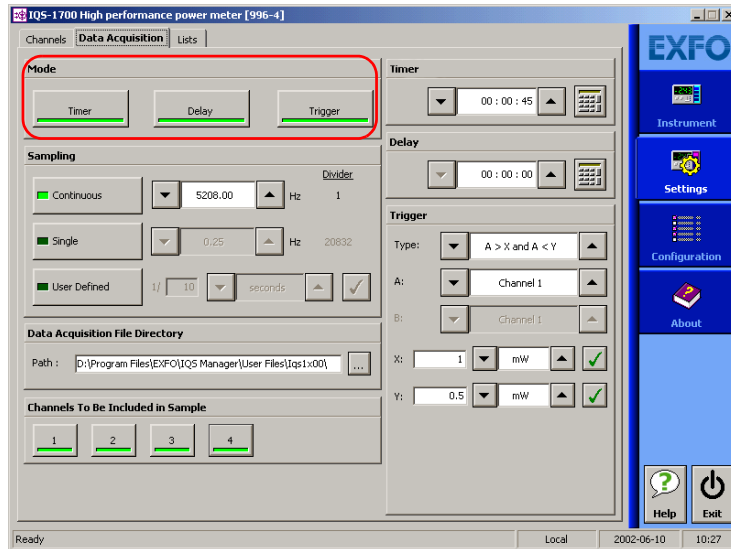 IQS-1700 High performance power meter [996-4]
Channels
Data Acquisition
Lists
Mode
Timer
Delay
Trigger
Sampling
Divider
Continuous
5208.00
Hz
1
Single
0.25
Hz
20832
User Defined
1/
10
seconds
Data Acquisition File Directory
Path :
D:\Program Files\EXFO\IQS Manager\User Files\Iqs1x00\
...
Channels To Be Included in Sample
1
2
3
4
Timer
00 : 00 : 45
Delay
00 : 00 : 00
Trigger
Type:
A > X and A < Y
A:
Channel 1
B:
Channel 1
X:
1
mW
Y:
0.5
mW
EXFO
Instrument
Settings
Configuration
About
Help
Exit
Ready
Local
2002-06-10
10:27